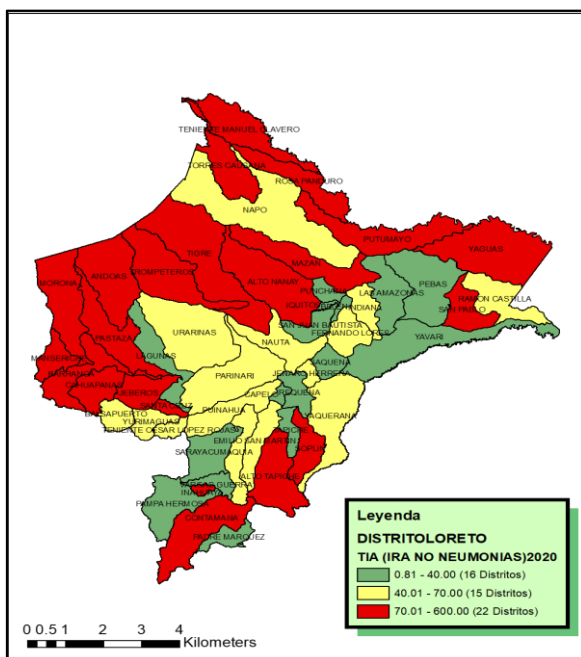 TENIENTE MANUEL CLAVERO
TORRES CAUSANA
ROSA PANDURO
NAPO
PUTUMAYO
YAGUAS
TIGRE
MAZAN
TROMPETEROS
ALTO NANAY
ANDOAS
MORONA
PUNCHANA
PEBAS
IQUITOS
INDIANA
LAS AMAZONAS
RAMON CASTILLA
SAN PABLO
PASTAZA
URARINAS
SAN JUAN BAUTISTA
FERNANDO LORES
YAVARI
NAUTA
LAGUNAS
MANSERICHE
SAQUENA
BARRANCA
PARINARI
JENARO HERRERA
CAHUAPANAS
JEBEROS
CAPELO
REQUENA
SANTA CRUZ
PUINAHUA
YAQUERANA
BALSAPUERTO
YURIMAGUAS
TENIENTE CESAR LOPEZ ROJAS
TAPICHE
EMILIO SAN MARTIN
SOPLIN
SARAYACU
MAQUIA
ALTO TAPICHE
VARGAS GUERRA
INAHUAYA
PAMPA HERMOSA
CONTAMANA
PADRE MARQUEZ
Leyenda
DISTRITOLORETO
TIA (IRA NO NEUMONIAS)2020
0.81 - 40.00 (16 Distritos)
40.01 - 70.00 (15 Distritos)
70.01 - 600.00 (22 Distritos)
0 0.5 1 2 3 4
Kilometers